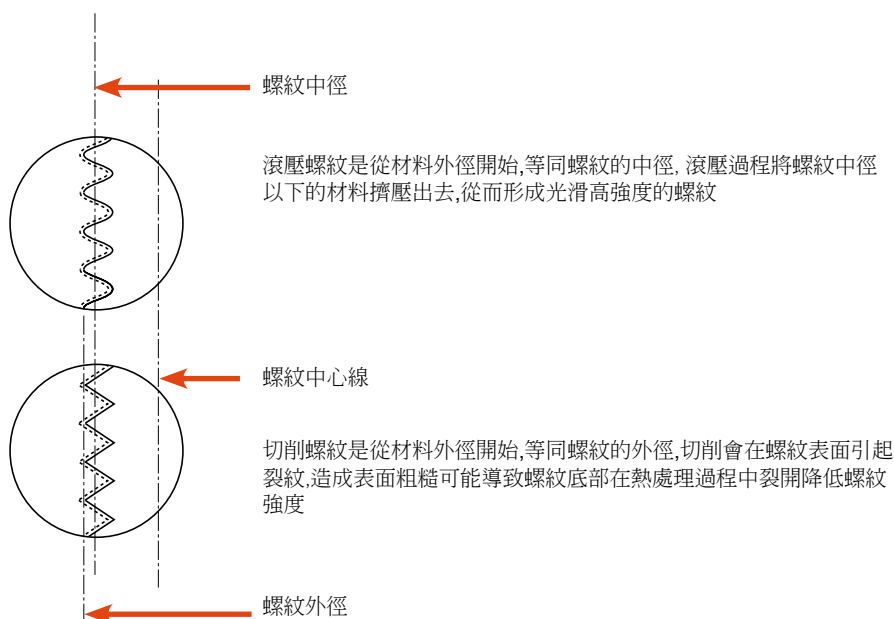 螺紋中徑
滾壓螺紋是從材料外徑開始,等同螺紋的中徑, 滾壓過程將螺紋中徑
以下的材料擠壓出去,從而形成光滑高強度的螺紋
螺紋中心線
切削螺紋是從材料外徑開始,等同螺紋的外徑,切削會在螺紋表面引起
裂紋,造成表面粗糙可能導致螺紋底部在熱處理過程中裂開降低螺紋
強度
螺紋外徑